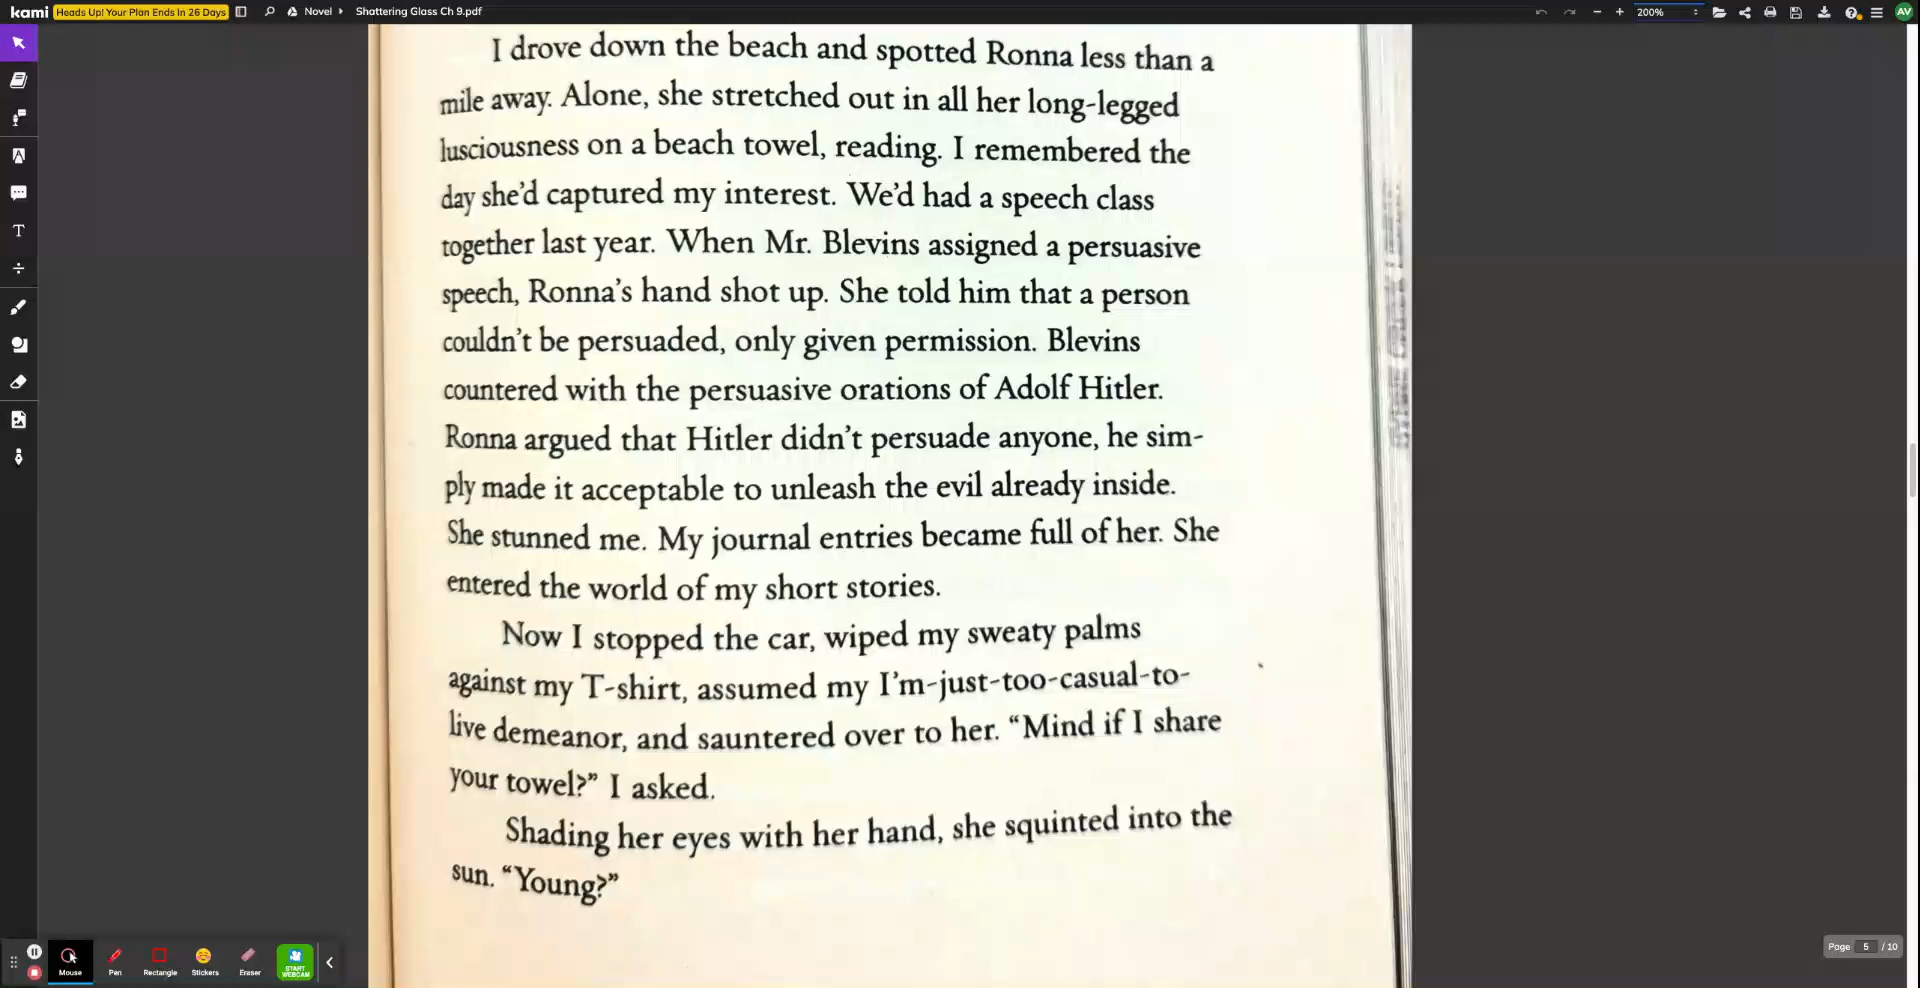 kami Heads Up! Your Plan Ends In 26 Days Novel Shattering Glass Ch 9.pdf 200% AV
I drove down the beach and spotted Ronna less than a
mile away. Alone, she stretched out in all her long-legged
lusciousness on a beach towel, reading. I remembered the
day she'd captured my interest. We'd had a speech class
together last year. When Mr. Blevins assigned a persuasive
speech, Ronna's hand shot up. She told him that a person
couldn't be persuaded, only given permission. Blevins
countered with the persuasive orations of Adolf Hitler.
Ronna argued that Hitler didn't persuade anyone, he sim-
ply made it acceptable to unleash the evil already inside.
She stunned me. My journal entries became full of her. She
entered the world of my short stories.
Now I stopped the car, wiped my sweaty palms
against my T-shirt, assumed my I'm-just-too-casual-to-
live demeanor, and sauntered over to her. “Mind if I share
your towel?” I asked.
Shading her eyes with her hand, she squinted into the
sun. “Young?”
Page 5 / 10
Mouse Pen Rectangle Stickers Eraser START WEBCAM